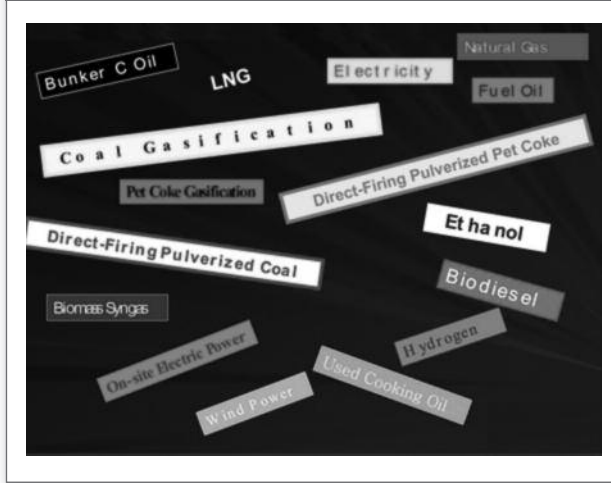 Natural Gas
Bunker C Oil
LNG
Electricity
Fuel Oil
Coal Gasification
Direct-Firing Pulverized Pet Coke
Pet Coke Gasification
Ethanol
Direct-Firing Pulverized Coal
Biodiesel
Biomass Syngas
Hydrogen
On-site Electric Power
Used Cooking Oil
Wind Power